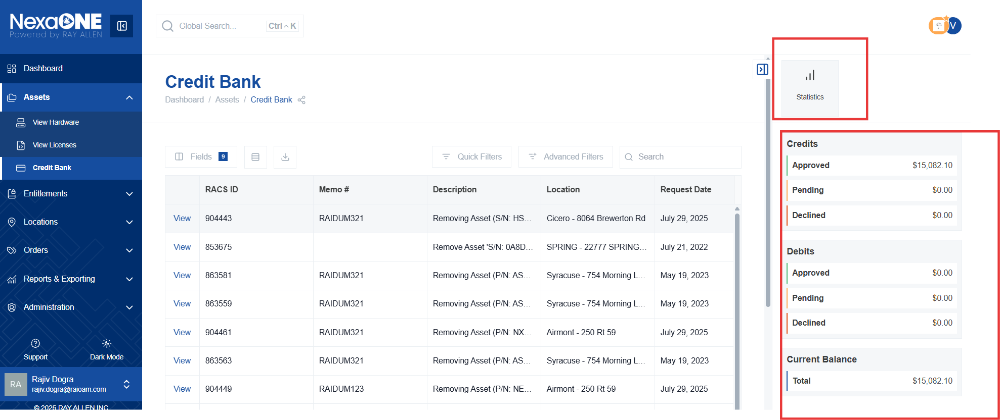 NexaONE
Powered by RAY ALLEN
Global Search... Ctrl K
V
Dashboard
Assets
View Hardware
View Licenses
Credit Bank
Entitlements
Locations
Orders
Reports & Exporting
Administration
Support Dark Mode
RA Rajiv Dogra
rajiv.dogra@raioam.com
© 2025 RAY ALLEN INC
Credit Bank
Dashboard / Assets / Credit Bank
Fields 9 Quick Filters Advanced Filters Search
RACS ID Memo # Description Location Request Date
View 904443 RAIDUM321 Removing Asset (S/N: HS... Cicero - 8064 Brewerton Rd July 29, 2025
View 853675 Remove Asset 'S/N: 0A8D... SPRING - 22777 SPRING... July 21, 2022
View 863581 RAIDUM321 Removing Asset (P/N: AS... Syracuse - 754 Morning L... May 19, 2023
View 863559 RAIDUM321 Removing Asset (P/N: AS... Syracuse - 754 Morning L... May 19, 2023
View 904461 RAIDUM321 Removing Asset (P/N: NX... Airmont - 250 Rt 59 July 29, 2025
View 863563 RAIDUM321 Removing Asset (P/N: AS... Syracuse - 754 Morning L... May 19, 2023
View 904449 RAIDUM123 Removing Asset (P/N: NE... Airmont - 250 Rt 59 July 29, 2025
Statistics
Credits
Approved $15,082.10
Pending $0.00
Declined $0.00
Debits
Approved $0.00
Pending $0.00
Declined $0.00
Current Balance
Total $15,082.10